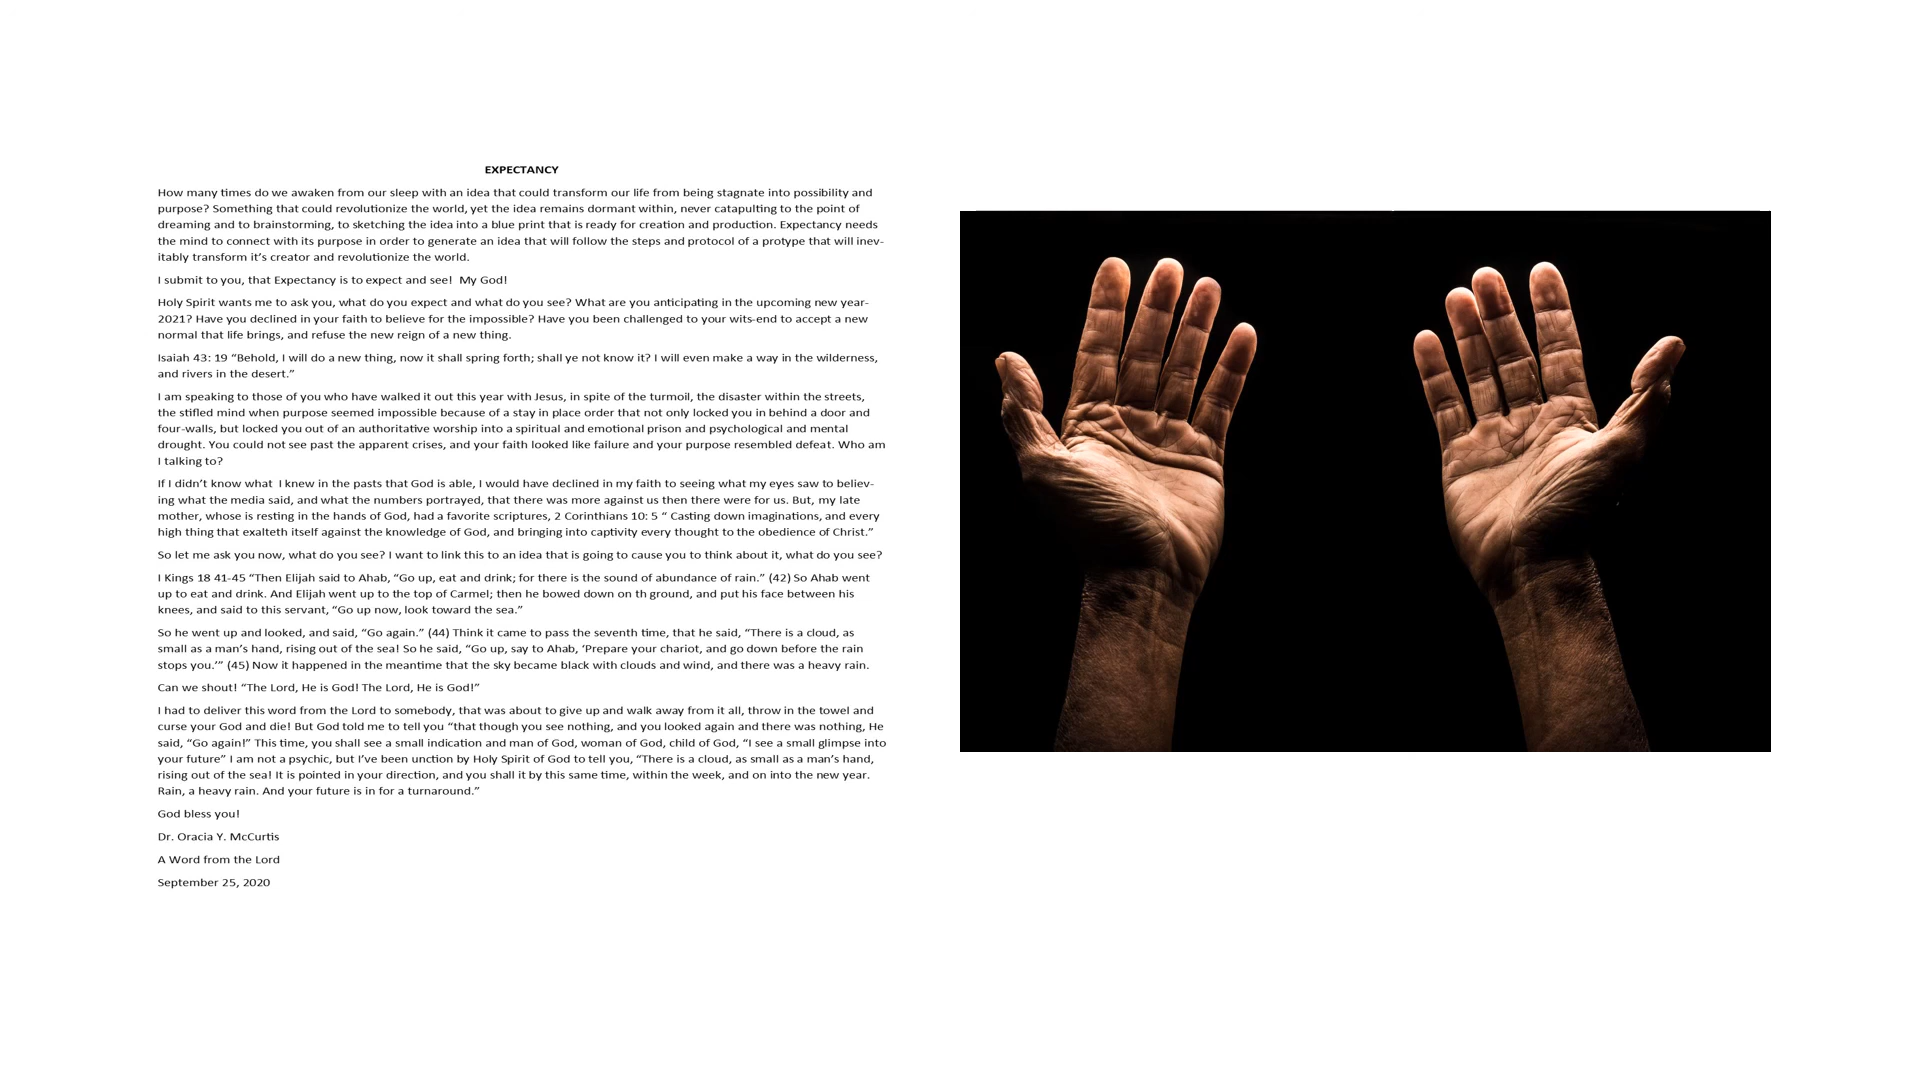 EXPECTANCY
How many times do we awaken from our sleep with an idea that could transform our life from being stagnate into possibility and
purpose? Something that could revolutionize the world, yet the idea remains dormant within, never catapulting to the point of
dreaming and to brainstorming, to sketching the idea into a blue print that is ready for creation and production. Expectancy needs
the mind to connect with its purpose in order to generate an idea that will follow the steps and protocol of a protype that will inev-
itably transform it’s creator and revolutionize the world.
I submit to you, that Expectancy is to expect and see!  My God!
Holy Spirit wants me to ask you, what do you expect and what do you see? What are you anticipating in the upcoming new year-
2021? Have you declined in your faith to believe for the impossible? Have you been challenged to your wits-end to accept a new
normal that life brings, and refuse the new reign of a new thing.
Isaiah 43: 19 “Behold, I will do a new thing, now it shall spring forth; shall ye not know it? I will even make a way in the wilderness,
and rivers in the desert.”
I am speaking to those of you who have walked it out this year with Jesus, in spite of the turmoil, the disaster within the streets,
the stifled mind when purpose seemed impossible because of a stay in place order that not only locked you in behind a door and
four-walls, but locked you out of an authoritative worship into a spiritual and emotional prison and psychological and mental
drought. You could not see past the apparent crises, and your faith looked like failure and your purpose resembled defeat. Who am
I talking to?
If I didn’t know what  I knew in the pasts that God is able, I would have declined in my faith to seeing what my eyes saw to believ-
ing what the media said, and what the numbers portrayed, that there was more against us then there were for us. But, my late
mother, whose is resting in the hands of God, had a favorite scriptures, 2 Corinthians 10: 5 “ Casting down imaginations, and every
high thing that exalteth itself against the knowledge of God, and bringing into captivity every thought to the obedience of Christ.”
So let me ask you now, what do you see? I want to link this to an idea that is going to cause you to think about it, what do you see?
I Kings 18 41-45 “Then Elijah said to Ahab, “Go up, eat and drink; for there is the sound of abundance of rain.” (42) So Ahab went
up to eat and drink. And Elijah went up to the top of Carmel; then he bowed down on th ground, and put his face between his
knees, and said to this servant, “Go up now, look toward the sea.”
So he went up and looked, and said, “Go again.” (44) Think it came to pass the seventh time, that he said, “There is a cloud, as
small as a man’s hand, rising out of the sea! So he said, “Go up, say to Ahab, ‘Prepare your chariot, and go down before the rain
stops you.’” (45) Now it happened in the meantime that the sky became black with clouds and wind, and there was a heavy rain.
Can we shout! “The Lord, He is God! The Lord, He is God!”
I had to deliver this word from the Lord to somebody, that was about to give up and walk away from it all, throw in the towel and
curse your God and die! But God told me to tell you “that though you see nothing, and you looked again and there was nothing, He
said, “Go again!” This time, you shall see a small indication and man of God, woman of God, child of God, “I see a small glimpse into
your future” I am not a psychic, but I’ve been unction by Holy Spirit of God to tell you, “There is a cloud, as small as a man’s hand,
rising out of the sea! It is pointed in your direction, and you shall it by this same time, within the week, and on into the new year.
Rain, a heavy rain. And your future is in for a turnaround.”
God bless you!
Dr. Oracia Y. McCurtis
A Word from the Lord
September 25, 2020